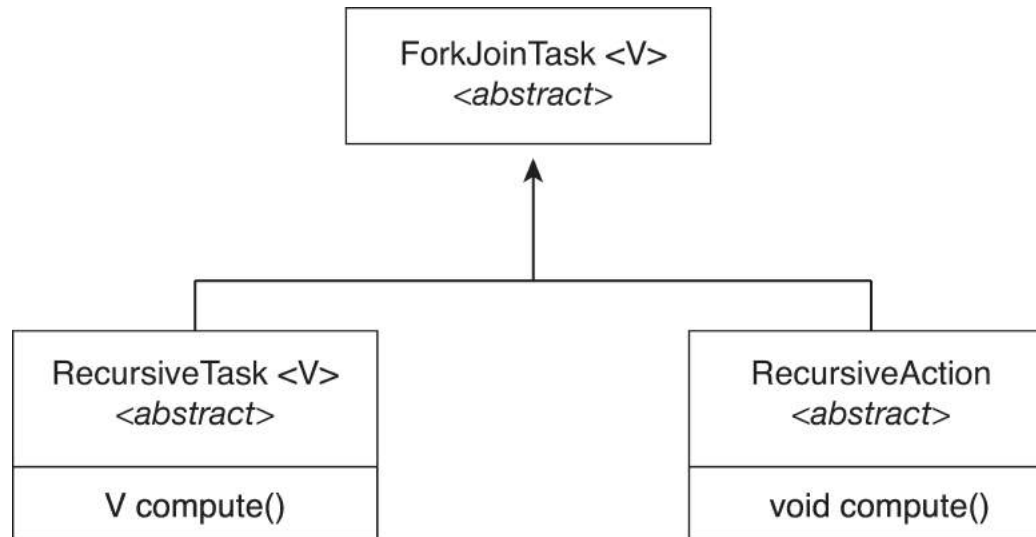 ForkJoinTask <V>
<abstract>
RecursiveTask <V>
<abstract>
V compute()
RecursiveAction
<abstract>
void compute()